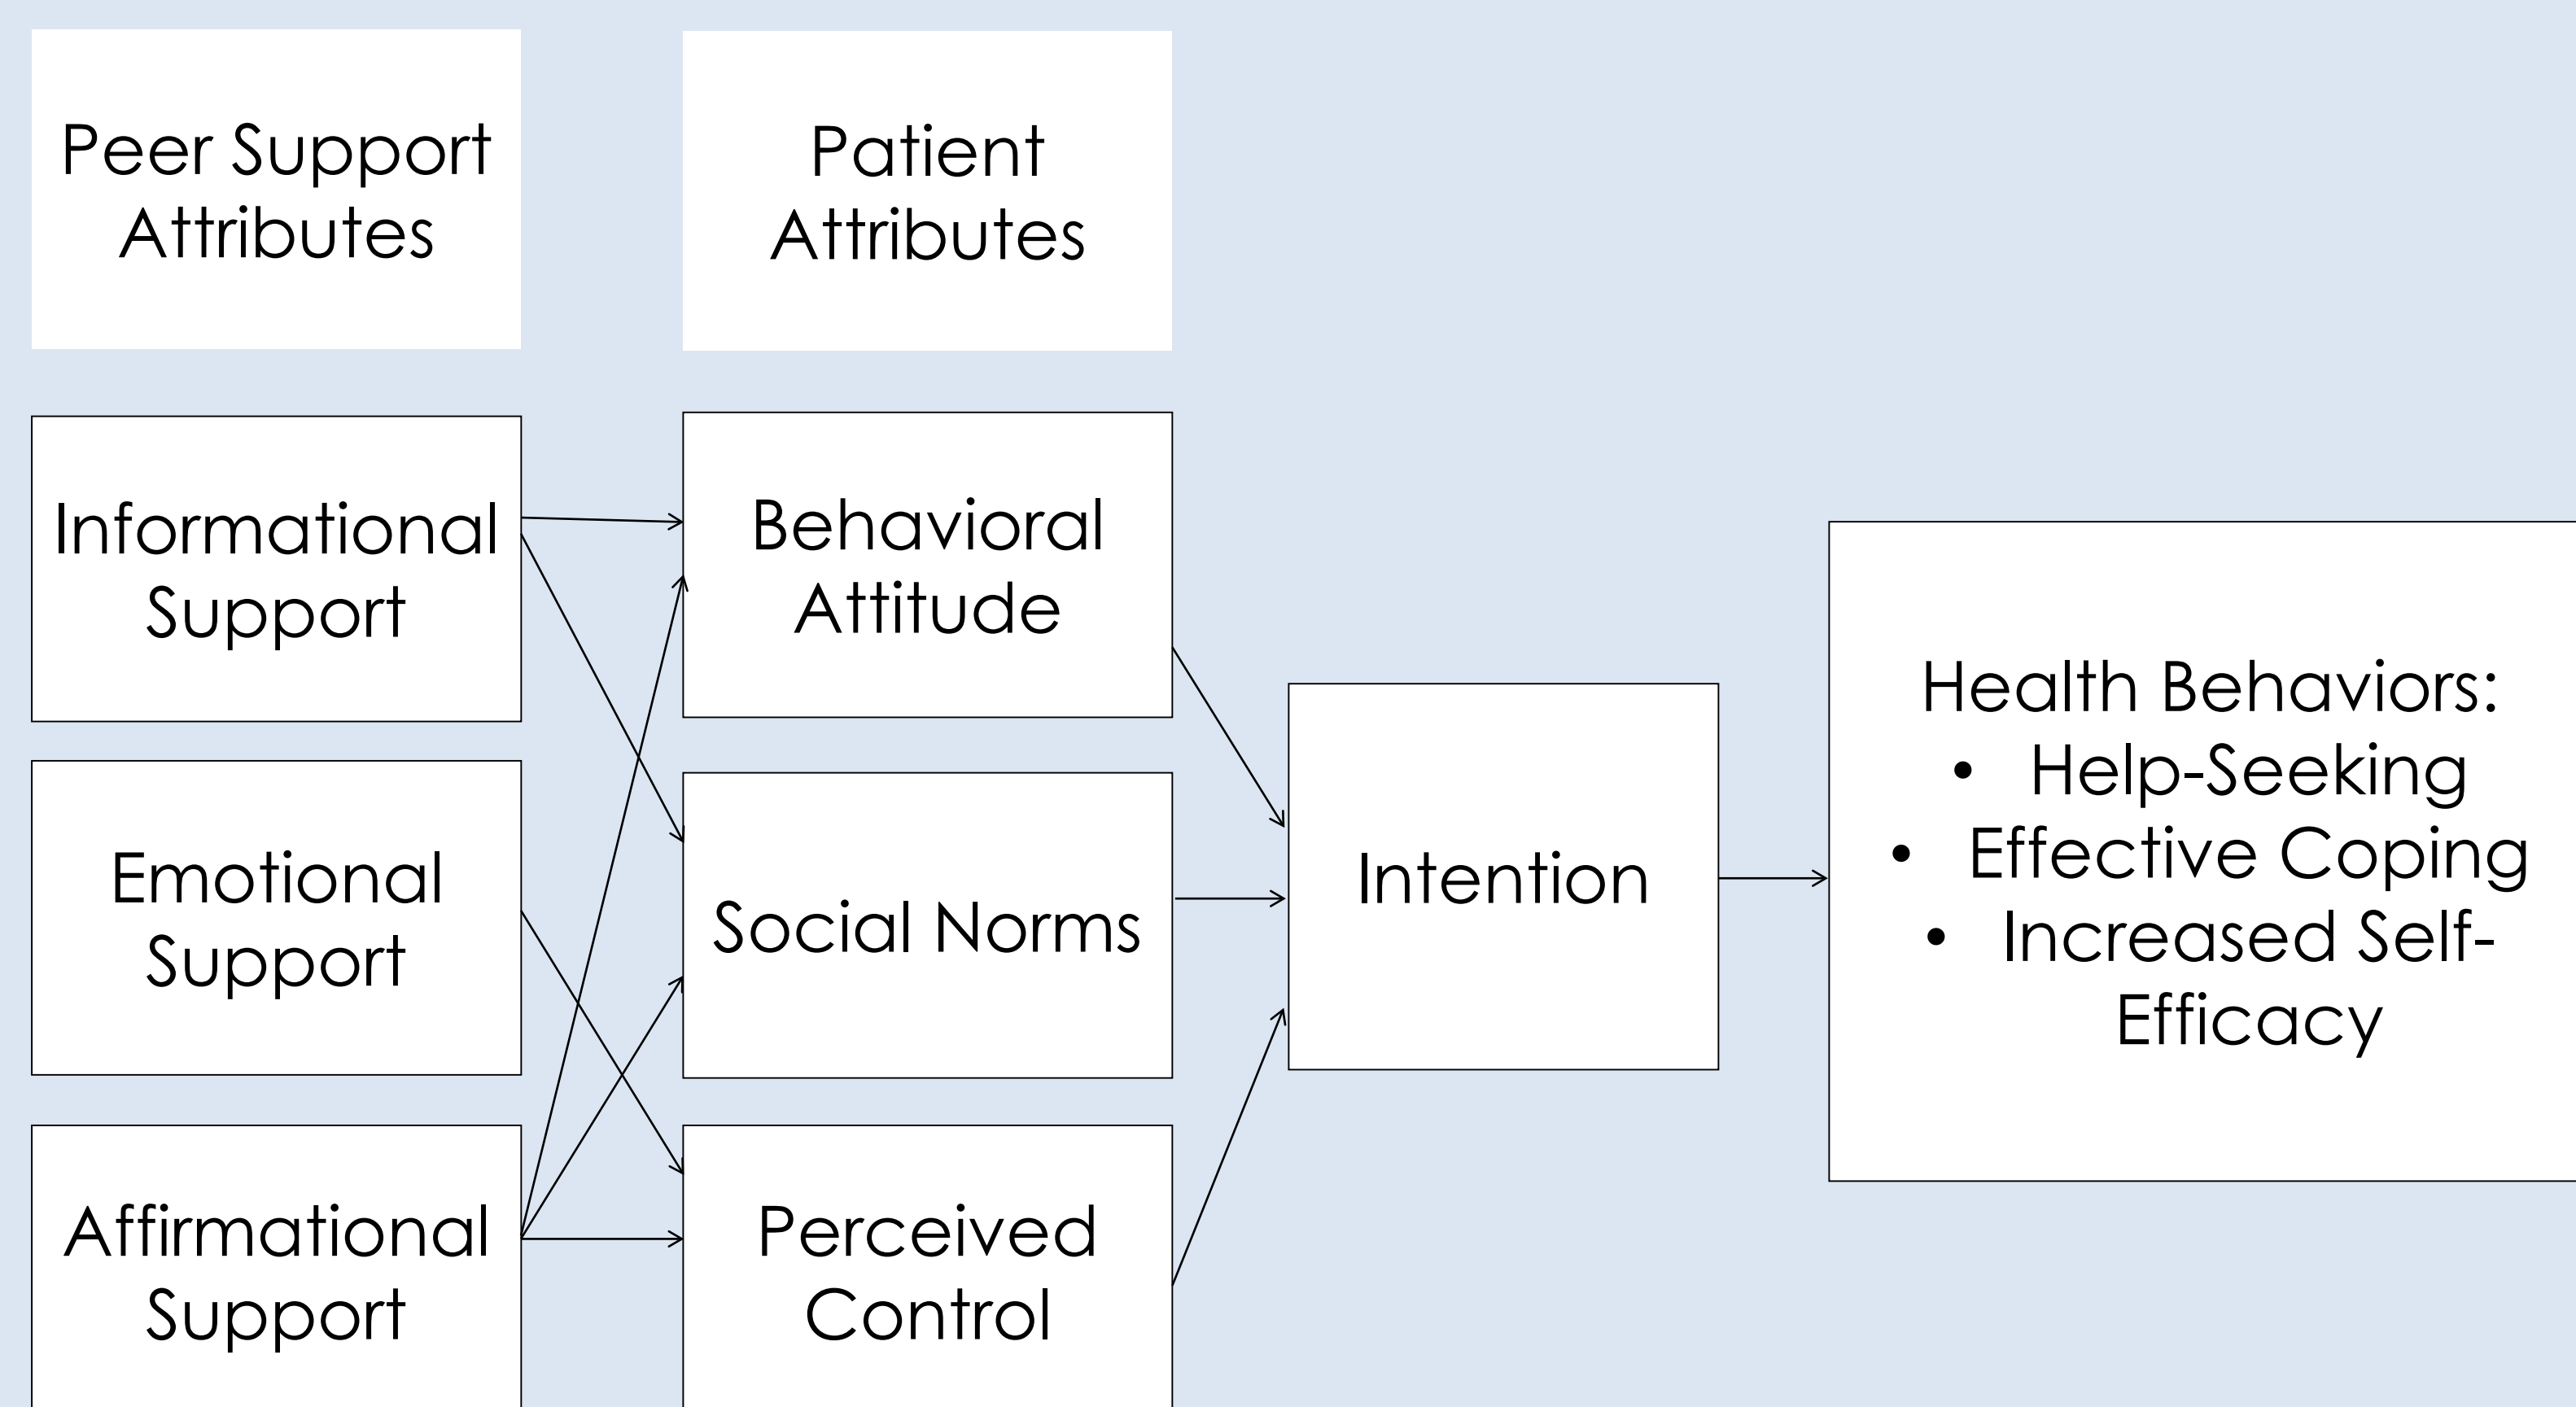 Peer Support
Attributes
Patient
Attributes
Informational
Support
Behavioral
Attitude
Emotional
Support
Social Norms
Affirmational
Support
Perceived
Control
Intention
Health Behaviors:
• Help-Seeking
• Effective Coping
• Increased Self-
Efficacy